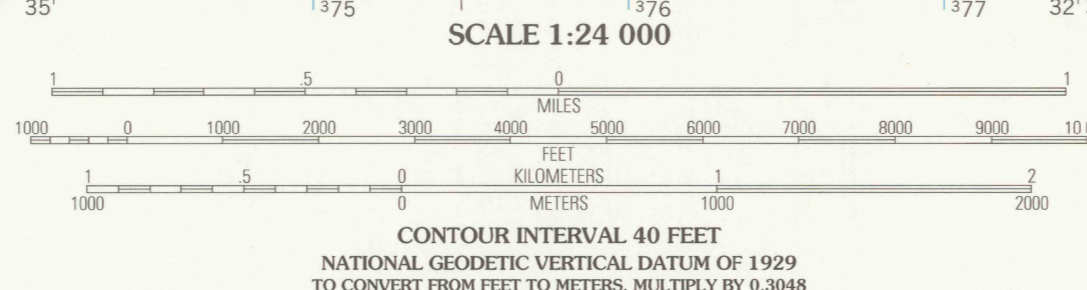 35' ³75 ³76 ³77 32'
SCALE 1:24 000
1 .5 0 1
MILES
1000 0 1000 2000 3000 4000 5000 6000 7000 8000 9000 10
FEET
1 .5 0 KILOMETERS 1 2
1000 0 METERS 1000 2000
CONTOUR INTERVAL 40 FEET
NATIONAL GEODETIC VERTICAL DATUM OF 1929
TO CONVERT FROM FEET TO METERS, MULTIPLY BY 0.3048